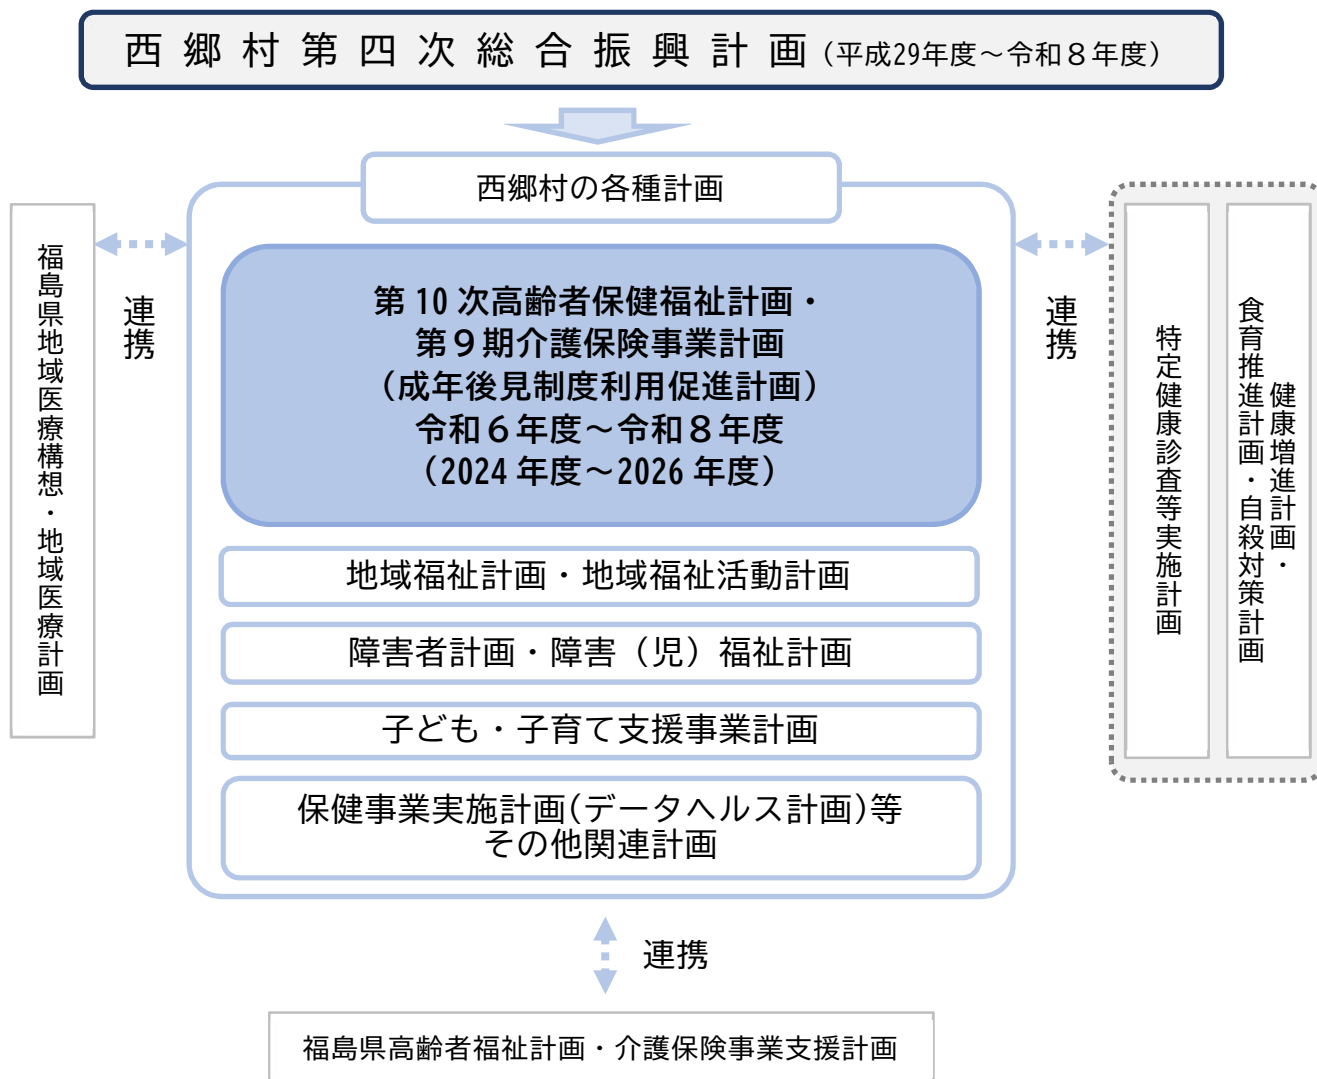 西郷村第四次総合振興計画（平成29年度～令和８年度）
西郷村の各種計画
福島県地域医療構想・地域医療計画
連携
第10次高齢者保健福祉計画・
第９期介護保険事業計画
（成年後見制度利用促進計画）
令和６年度～令和８年度
（2024年度～2026年度）
地域福祉計画・地域福祉活動計画
障害者計画・障害（児）福祉計画
子ども・子育て支援事業計画
保健事業実施計画(データヘルス計画)等
その他関連計画
連携
特定健康診査等実施計画
健康増進計画・
食育推進計画・自殺対策計画
連携
福島県高齢者福祉計画・介護保険事業支援計画